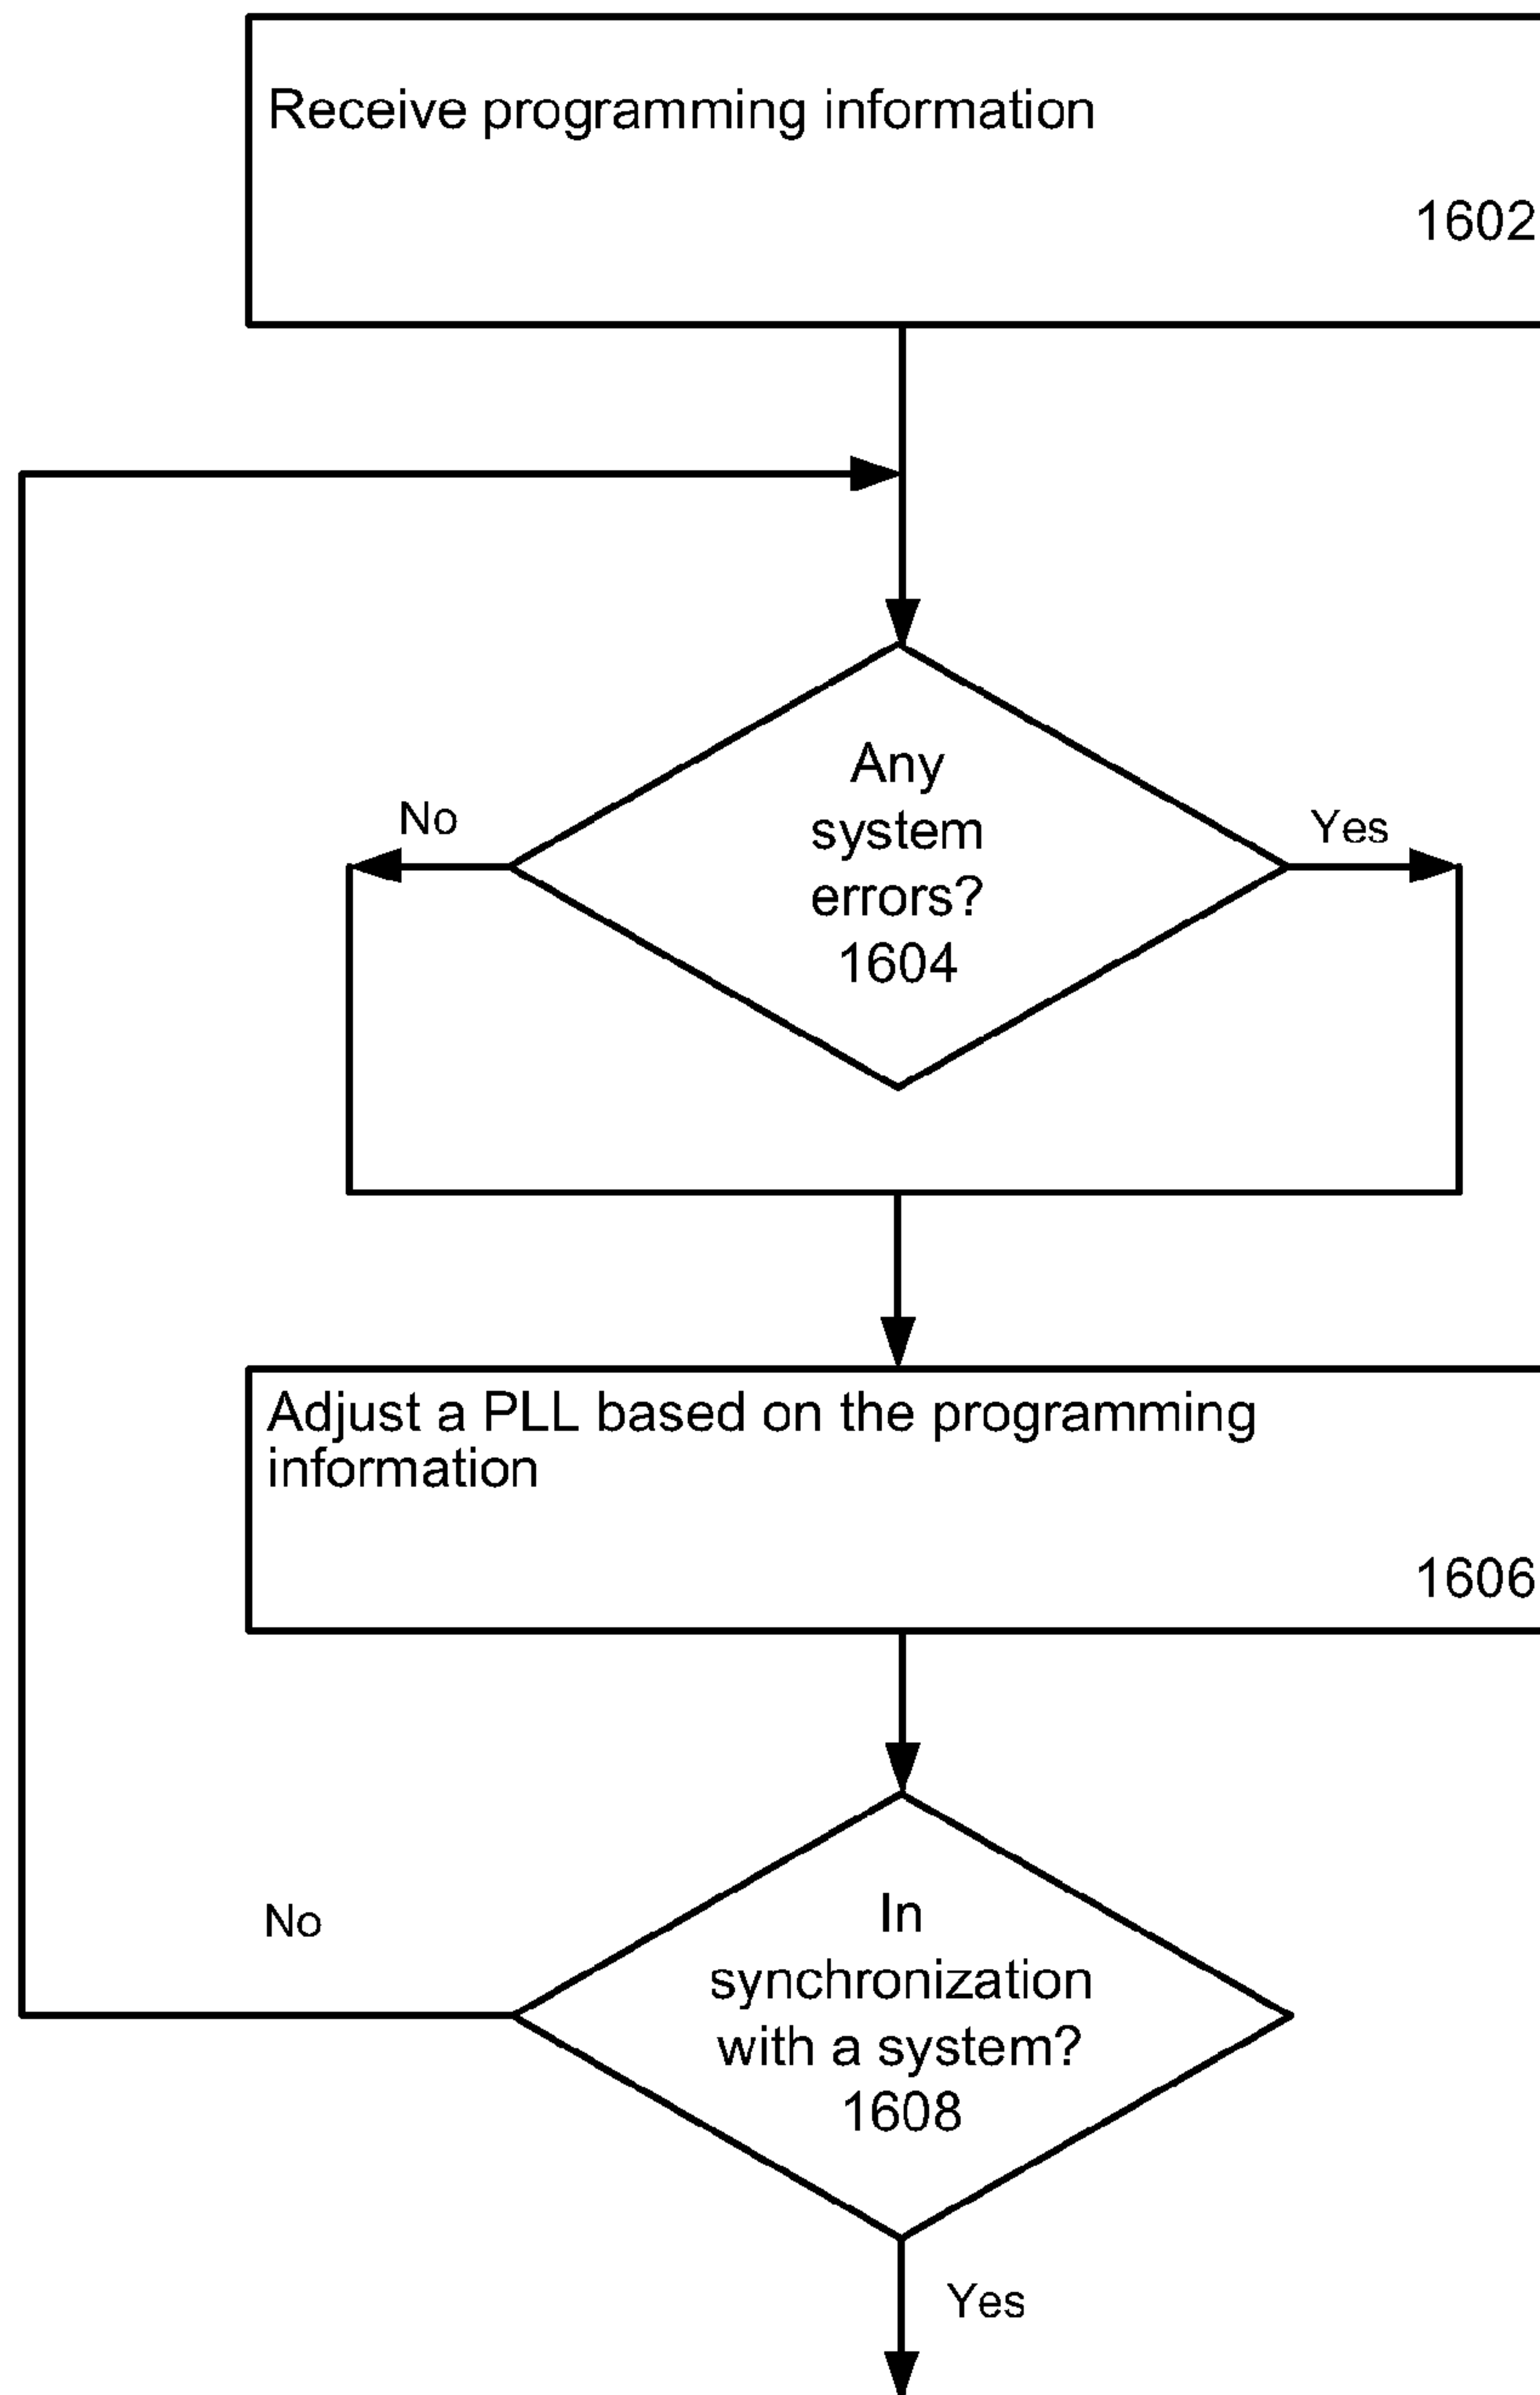 Receive programming information
1602
Any
system
errors?
1604
No
Yes
Adjust a PLL based on the programming
information
1606
In
synchronization
with a system?
1608
No
Yes